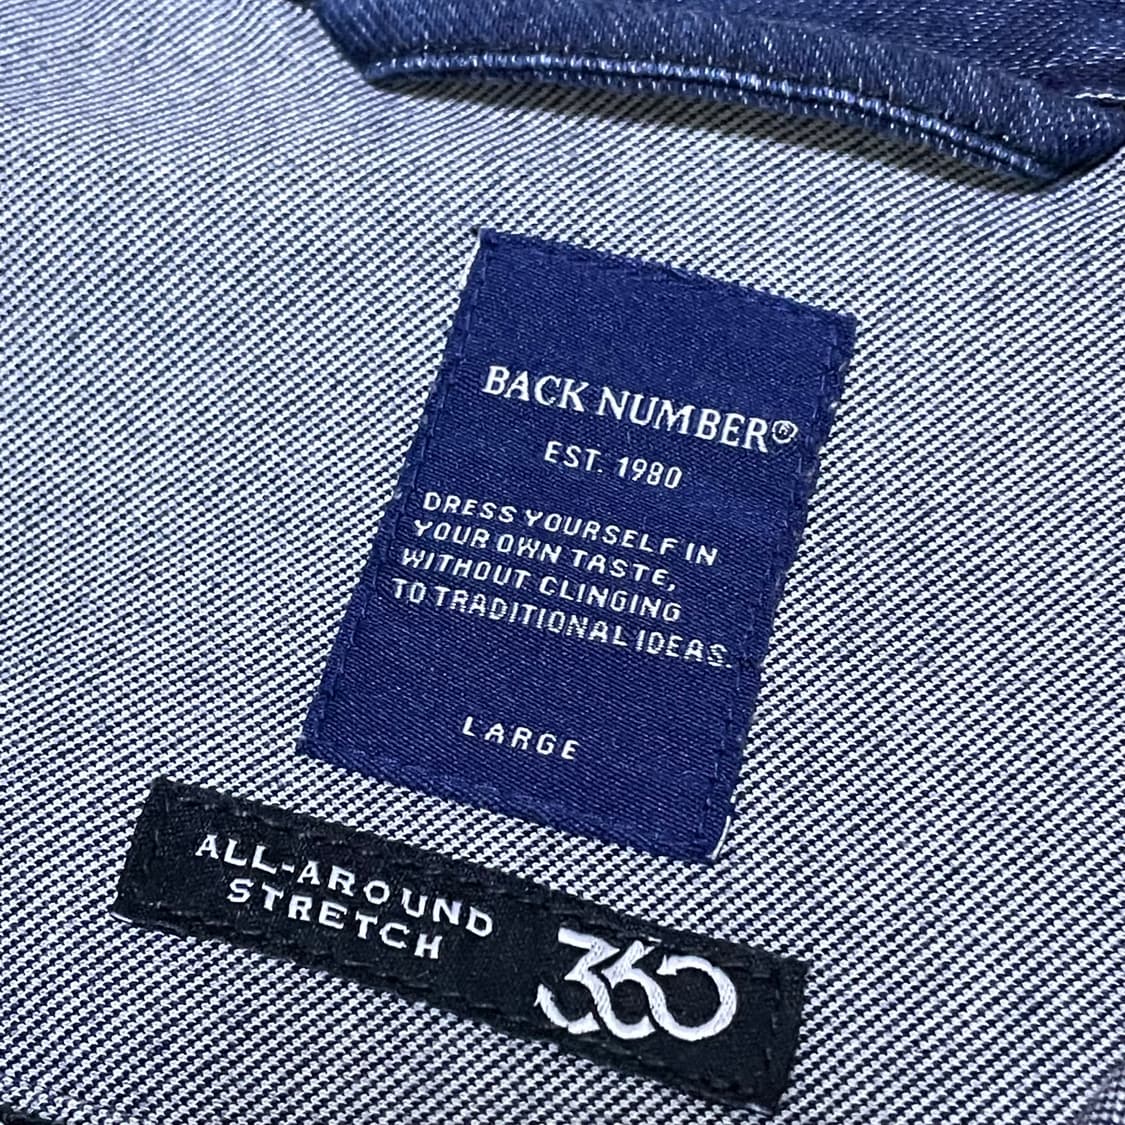 BACK NUMBER®
EST. 1980
DRESS YOURSELF IN
YOUR OWN TASTE,
WITHOUT CLINGING
TO TRADITIONAL IDEAS.
LARGE
ALL-AROUND
STRETCH
360